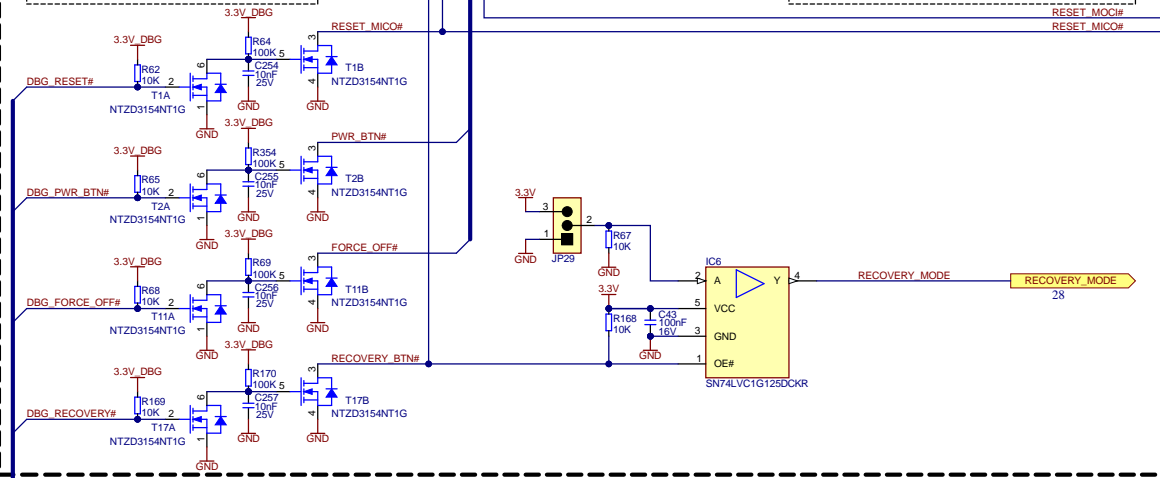 RESET_MOCI#
RESET_MICO#
3.3V_DBG
R64
100K
C254
10nF
25V
GND
RESET_MICO#
3
5
4
T1B
NTZD3154NT1G
GND
3.3V_DBG
R62
10K
DBG_RESET#
2
6
1
T1A
NTZD3154NT1G
GND
3.3V_DBG
R354
100K
C255
10nF
25V
GND
PWR_BTN#
3
5
4
T2B
NTZD3154NT1G
GND
3.3V_DBG
R65
10K
DBG_PWR_BTN#
2
6
1
T2A
NTZD3154NT1G
GND
3.3V_DBG
R69
100K
C256
10nF
25V
GND
FORCE_OFF#
3
5
4
T11B
NTZD3154NT1G
GND
3.3V_DBG
R68
10K
DBG_FORCE_OFF#
2
6
1
T11A
NTZD3154NT1G
GND
3.3V_DBG
R170
100K
C257
10nF
25V
GND
RECOVERY_BTN#
3
5
4
T17B
NTZD3154NT1G
GND
3.3V_DBG
R169
10K
DBG_RECOVERY#
2
6
1
T17A
NTZD3154NT1G
GND
3.3V
3
2
1
GND
JP29
R67
10K
GND
3.3V
R168
10K
C43
100nF
16V
GND
IC6
2 A Y 4
5 VCC
3 GND
1 OE#
SN74LVC1G125DCKR
RECOVERY_MODE
RECOVERY_MODE
28